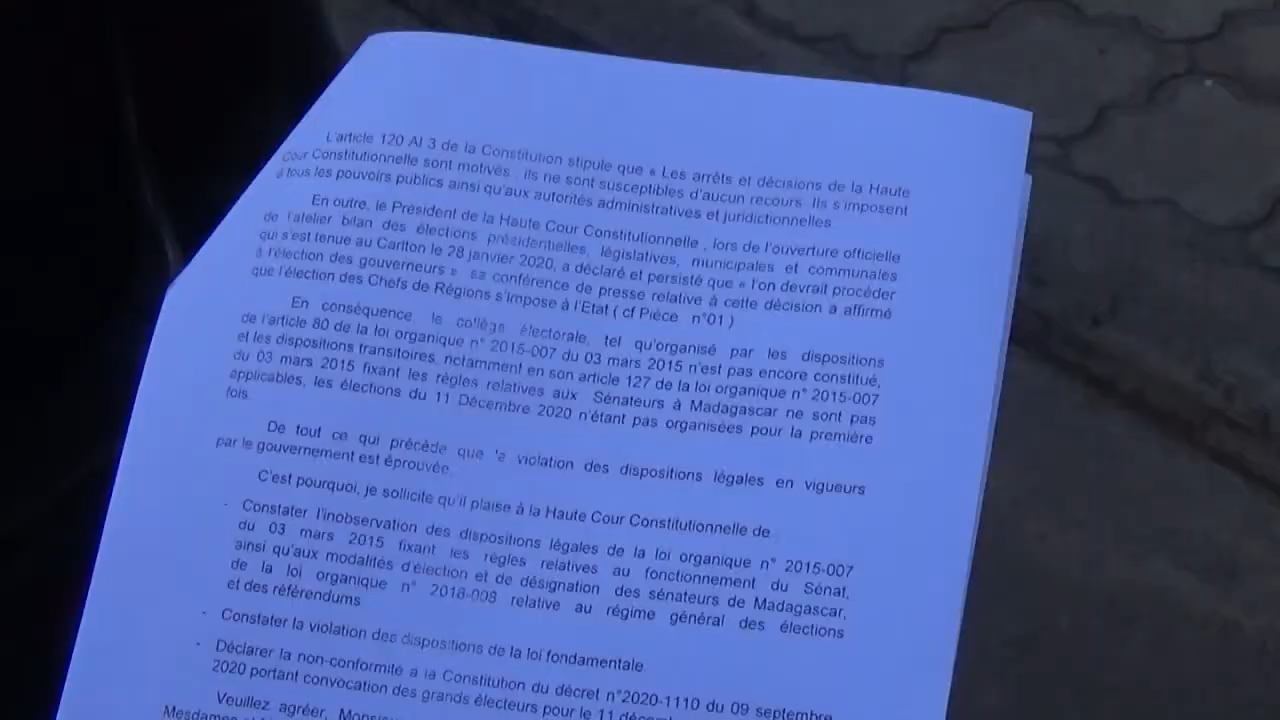 L'article 120 Al 3 de la Constitution stipule que « Les arrêts et décisions de la Haute
Cour Constitutionnelle sont motivés ; ils ne sont susceptibles d'aucun recours. Ils s'imposent
à tous les pouvoirs publics ainsi qu'aux autorités administratives et juridictionnelles
En outre, le Président de la Haute Cour Constitutionnelle , lors de l'ouverture officielle
de l'atelier bilan des élections présidentielles, législatives, municipales et communales
qui s'est tenue au Carlton le 28 janvier 2020, a déclaré et persisté que « l'on devrait procéder
à l'élection des gouverneurs » sa conférence de presse relative à cette décision a affirmé
que l'élection des Chefs de Régions s'impose à l'Etat ( cf Pièce n°01 )
En conséquence, le collège électorale, tel qu'organisé par les dispositions
de l'article 80 de la loi organique n° 2015-007 du 03 mars 2015 n'est pas encore constitué,
et les dispositions transitoires, notamment en son article 127 de la loi organique n° 2015-007
du 03 mars 2015 fixant les règles relatives aux Sénateurs à Madagascar ne sont pas
applicables, les élections du 11 Décembre 2020 n'étant pas organisées pour la première
fois.
De tout ce qui précède que la violation des dispositions légales en vigueurs
par le gouvernement est éprouvée.
C'est pourquoi, je sollicite qu'il plaise à la Haute Cour Constitutionnelle de
- Constater l'inobservation des dispositions légales de la loi organique n° 2015-007
du 03 mars 2015 fixant les règles relatives au fonctionnement du Sénat,
ainsi qu'aux modalités d'élection et de désignation des sénateurs de Madagascar,
de la loi organique n° 2018-008 relative au régime général des élections
et des référendums
- Constater la violation des dispositions de la loi fondamentale.
- Déclarer la non-conformité à la Constitution du décret n°2020-1110 du 09 septembre
2020 portant convocation des grands électeurs pour le 11
Veuillez agréer,
Mesdames